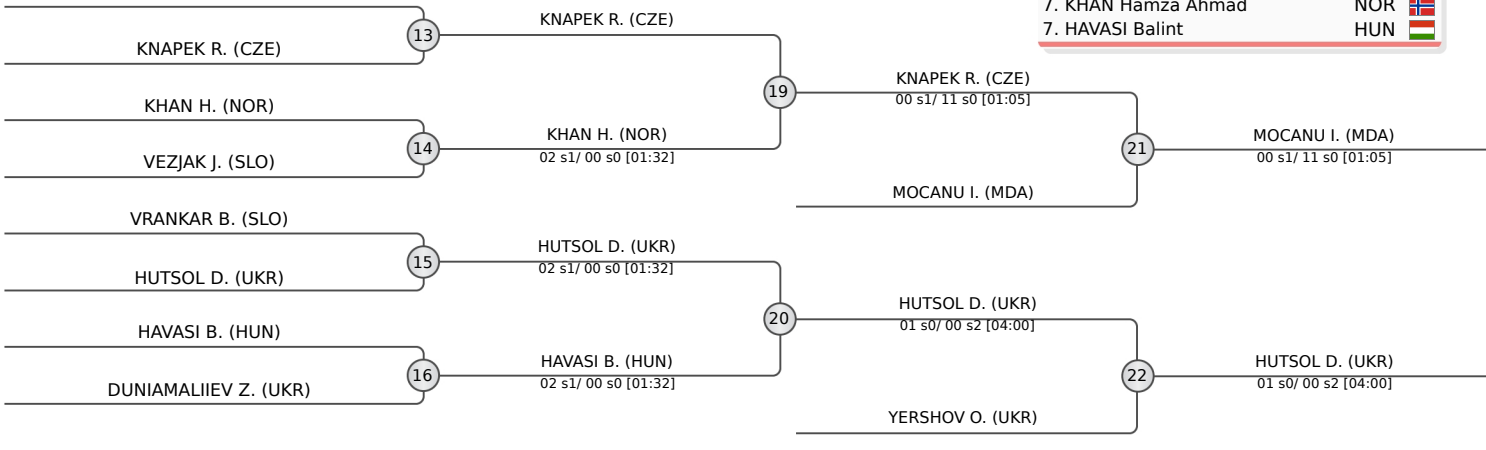 7. KHAN Hamza Ahmad NOR
7. HAVASI Balint HUN
KNAPEK R. (CZE)
13
KNAPEK R. (CZE)
KHAN H. (NOR)
14
VEZJAK J. (SLO)
VRANKAR B. (SLO)
15
HUTSOL D. (UKR)
HAVASI B. (HUN)
16
DUNIAMALIIEV Z. (UKR)
19
KHAN H. (NOR)
02 s1/ 00 s0 [01:32]
HUTSOL D. (UKR)
02 s1/ 00 s0 [01:32]
20
HAVASI B. (HUN)
02 s1/ 00 s0 [01:32]
KNAPEK R. (CZE)
00 s1/ 11 s0 [01:05]
21
MOCANU I. (MDA)
HUTSOL D. (UKR)
01 s0/ 00 s2 [04:00]
22
YERSHOV O. (UKR)
MOCANU I. (MDA)
00 s1/ 11 s0 [01:05]
HUTSOL D. (UKR)
01 s0/ 00 s2 [04:00]